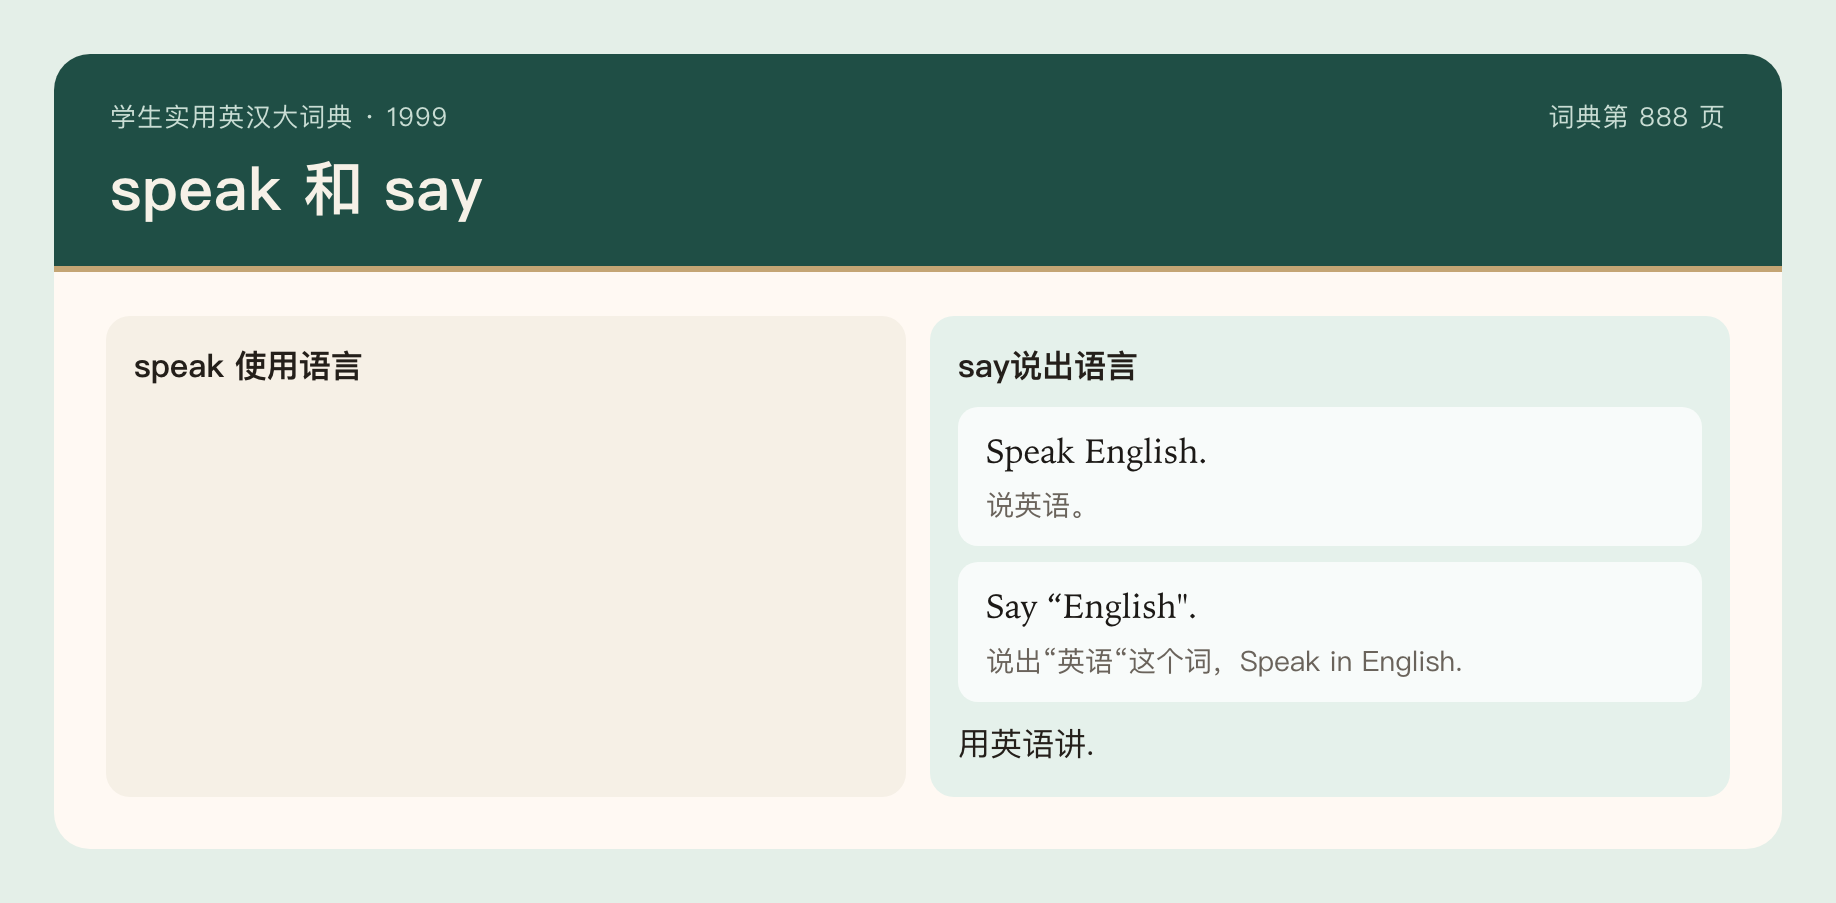 学生实用英汉大词典 · 1999
词典第 888 页
speak 和 say
speak 使用语言
say说出语言
Speak English.
说英语。
Say “English".
说出“英语“这个词，Speak in English.
用英语讲.